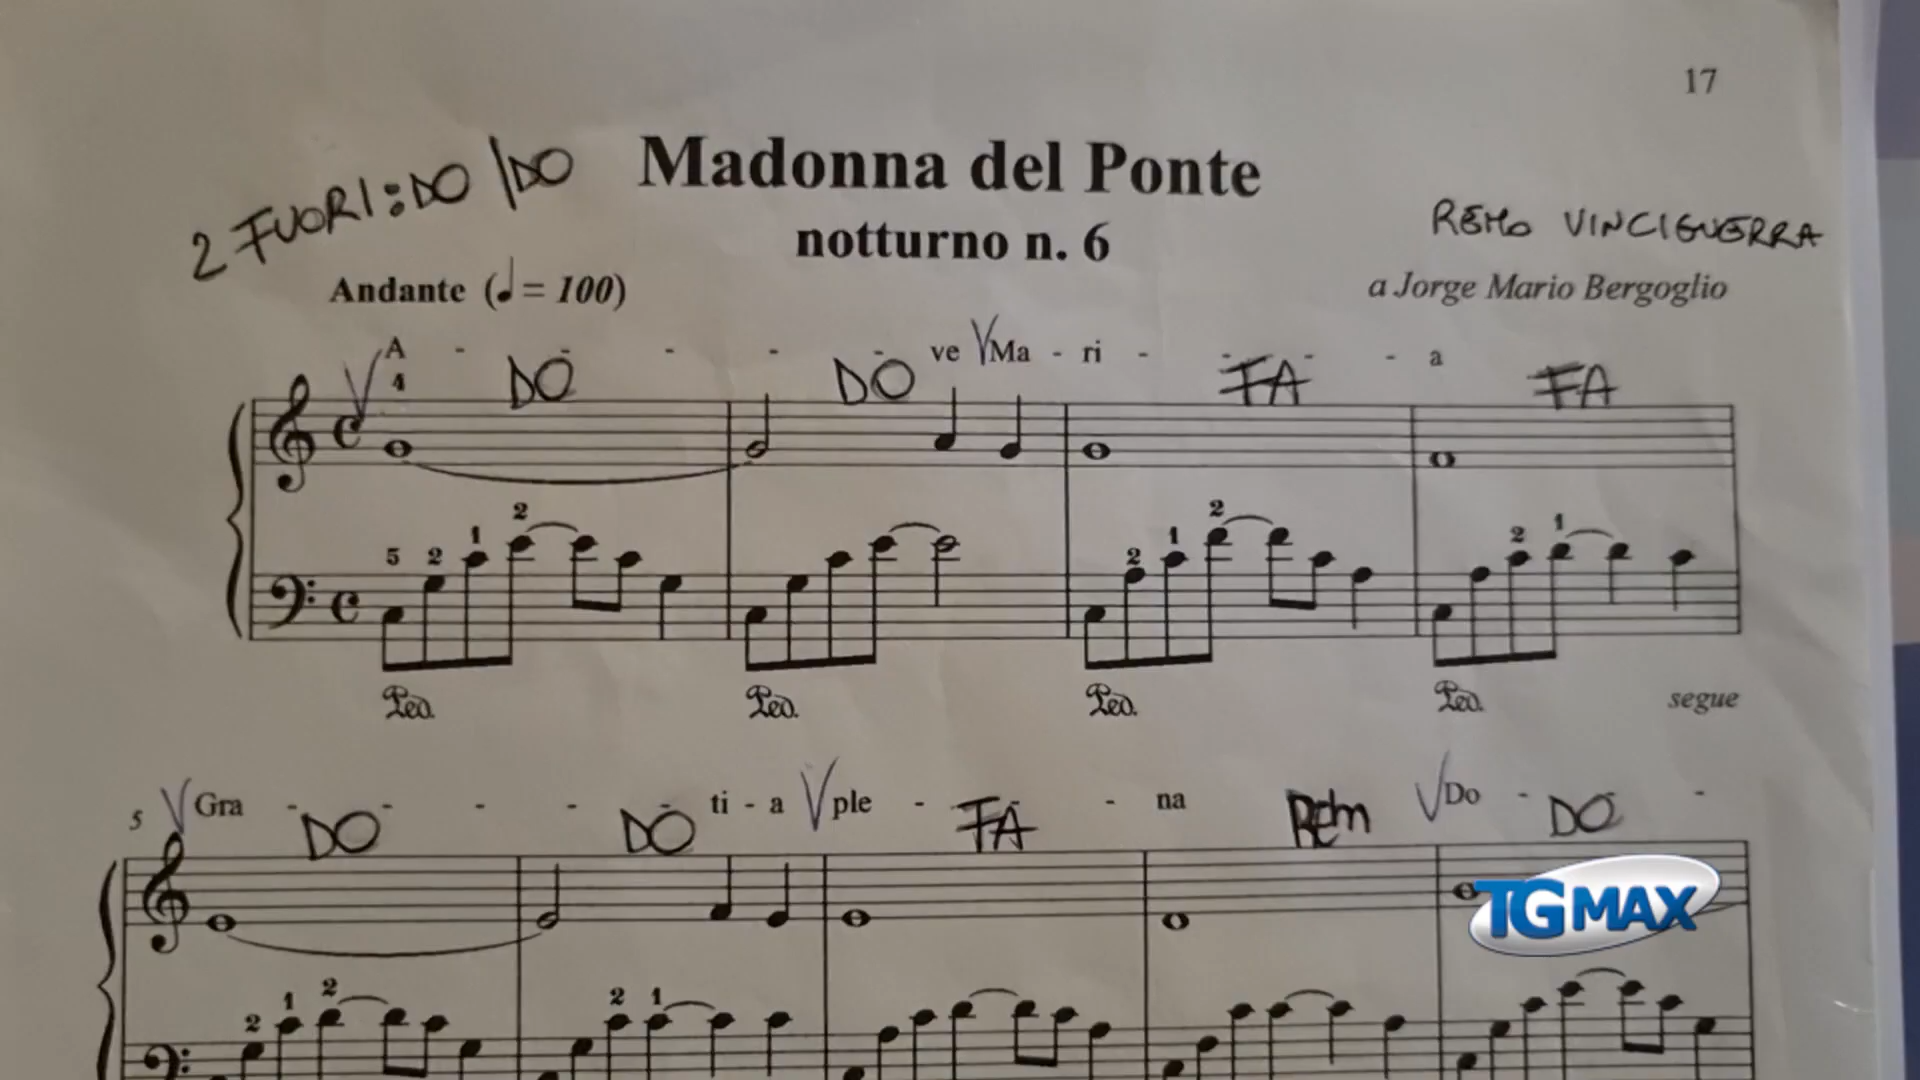 17
Madonna del Ponte
2 FUORI: DO | DO
notturno n. 6
REMO VINCIGUERRA
Andante (♩ = 100)
a Jorge Mario Bergoglio
A - - - - - ve V Ma - ri - - - - a
V 4 DO DO FA FA
5 2 1 2 2 1 2 2 1
Ped. Ped. Ped. Ped. segue
5 V Gra - - - - - ti - a V ple - - - na V Do - - -
DO DO FA REm DO
TGMAX
2 1 2 2 1